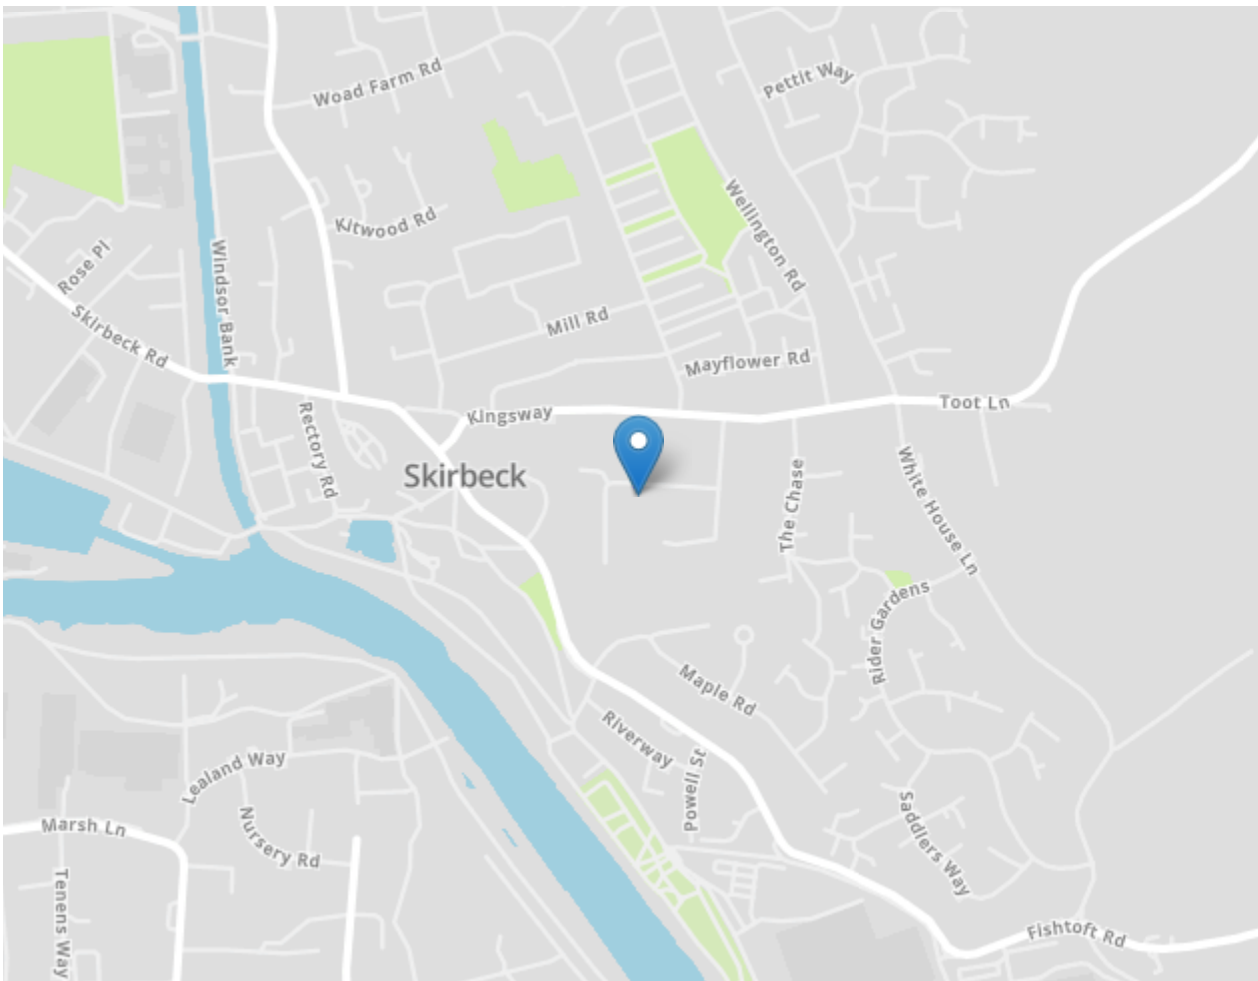 Woad Farm Rd
Pettit Way
Kitwood Rd
Wellington Rd
Rose Pl
Windsor Bank
Skirbeck Rd
Mill Rd
Mayflower Rd
Kingsway
Toot Ln
Rectory Rd
Skirbeck
The Chase
White House Ln
Rider Gardens
Maple Rd
Riverway
Powell St
Lealand Way
Marsh Ln
Nursery Rd
Saddlers Way
Tenens Way
Fishtoft Rd